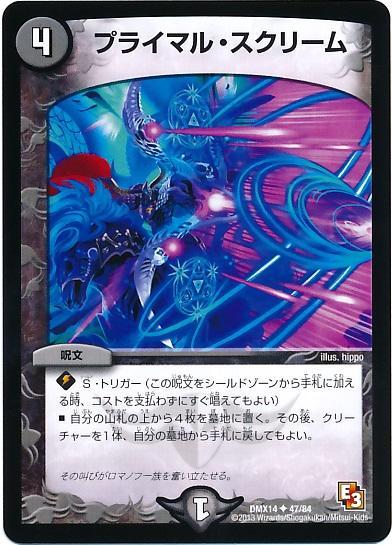 4
プライマル・スクリーム
呪文
illus. hippo
S・トリガー(この呪文をシールドゾーンから手札に加え
る時、コストを支払わずにすぐ唱えてもよい)
■ 自分の山札の上から4枚を墓地に置く。その後、クリー
チャーを1体、自分の墓地から手札に戻してもよい。
その叫びがロマノフ一族を奮い立たせる。
1
DMX14 ◆ 47/84
E3
©2013 Wizards/Shogakukan/Mitsui-Kids